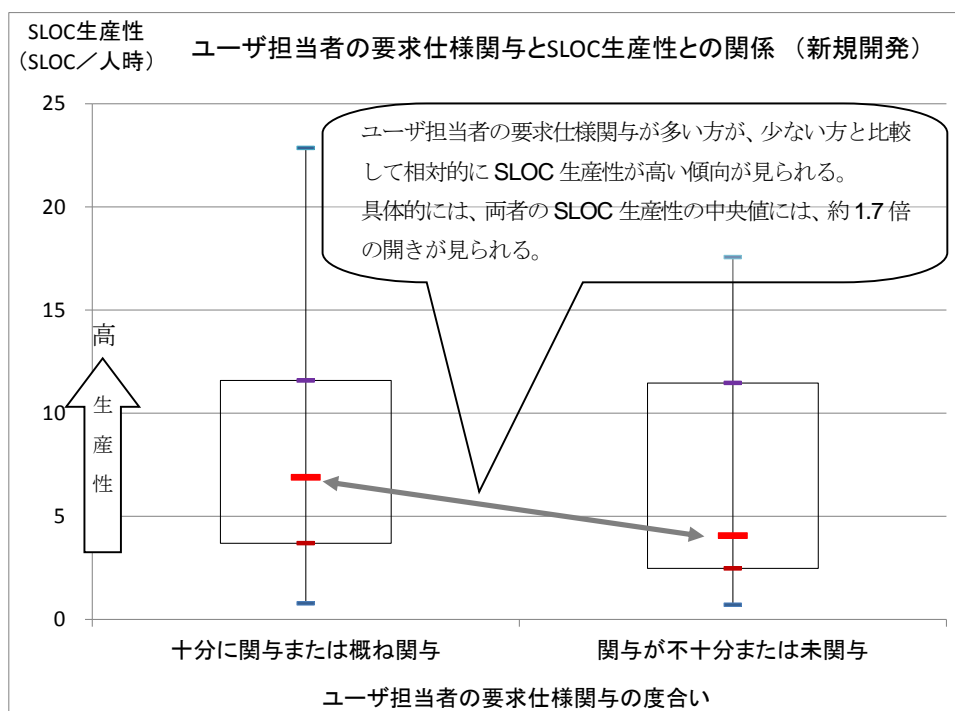 SLOC生産性
（SLOC／人時）
ユーザ担当者の要求仕様関与とSLOC生産性との関係 （新規開発）
25
20
15
10
5
0
ユーザ担当者の要求仕様関与が多い方が、少ない方と比較
して相対的に SLOC 生産性が高い傾向が見られる。
具体的には、両者の SLOC 生産性の中央値には、約 1.7 倍
の開きが見られる。
高
生
産
性
十分に関与または概ね関与
関与が不十分または未関与
ユーザ担当者の要求仕様関与の度合い